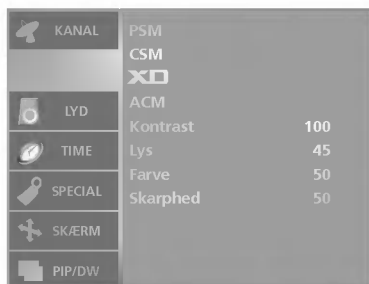 KANAL
LYD
TIME
SPECIAL
SKÆRM
PIP/DW
PSM
CSM
XD
ACM
Kontrast 100
Lys 45
Farve 50
Skarphed 50